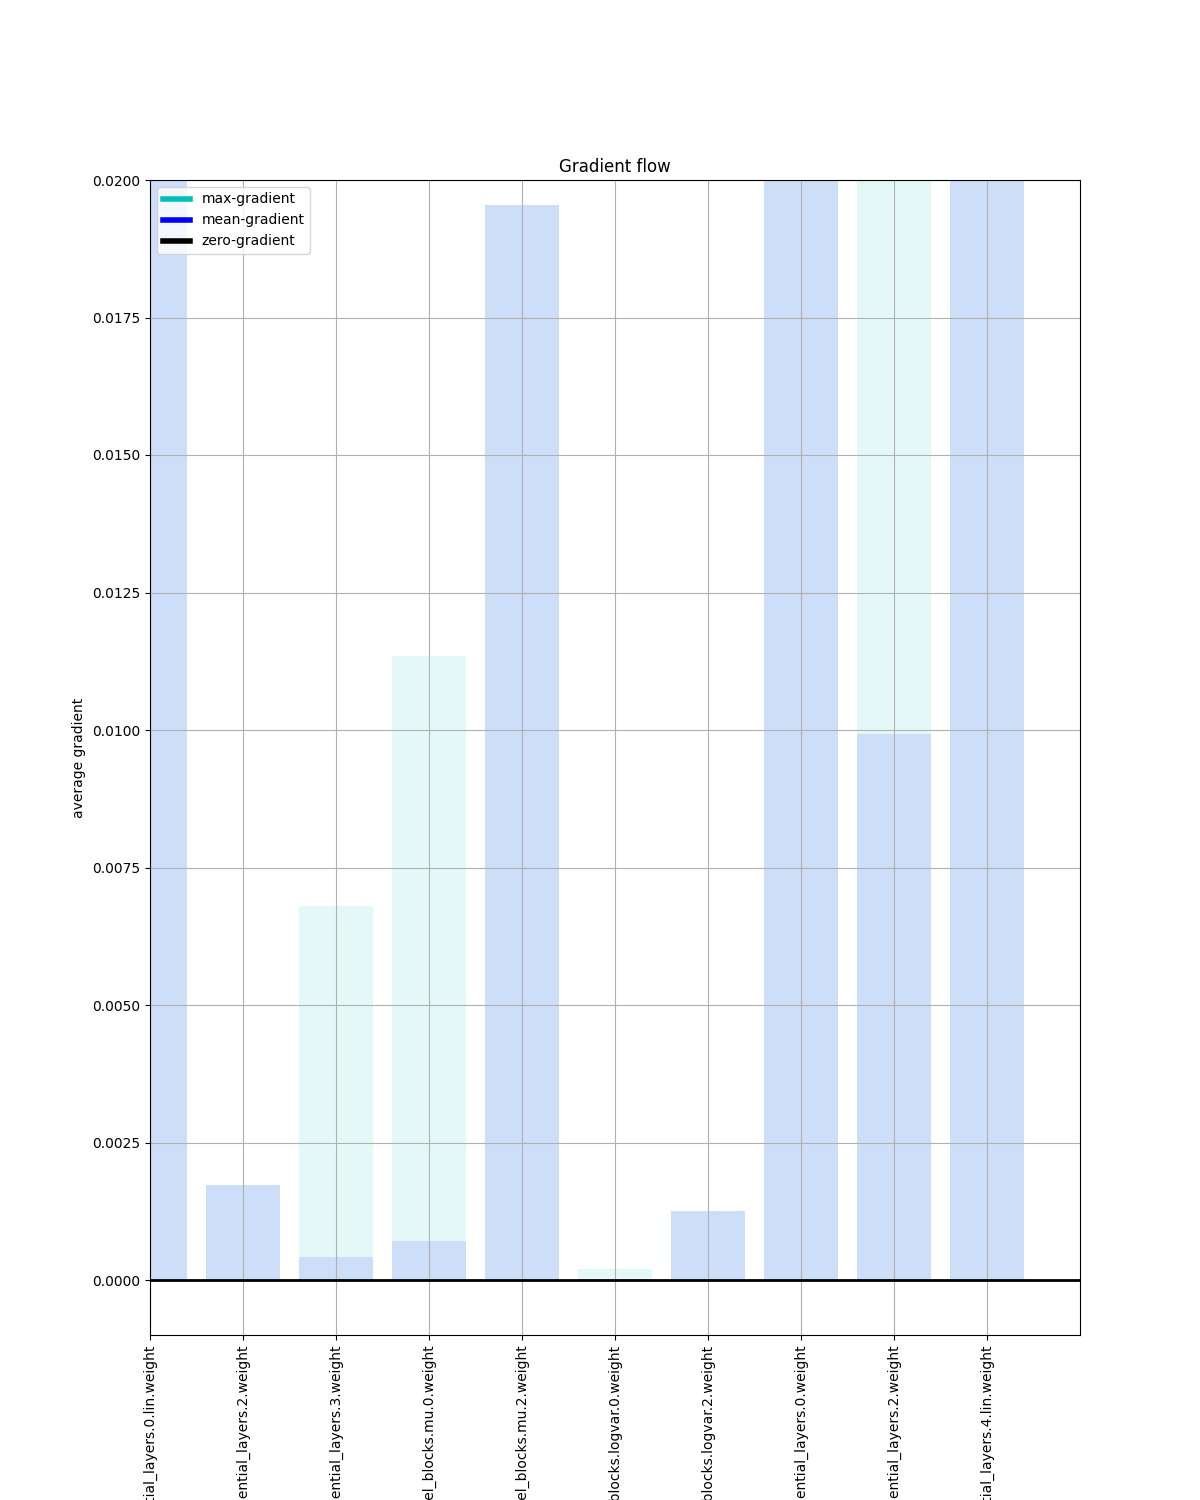 Gradient flow
max-gradient
mean-gradient
zero-gradient
0.0200
0.0175
0.0150
0.0125
0.0100
0.0075
0.0050
0.0025
0.0000
average gradient
tial_layers.0.lin.weight
ential_layers.2.weight
ential_layers.3.weight
el_blocks.mu.0.weight
el_blocks.mu.2.weight
blocks.logvar.0.weight
blocks.logvar.2.weight
ential_layers.0.weight
ential_layers.2.weight
tial_layers.4.lin.weight